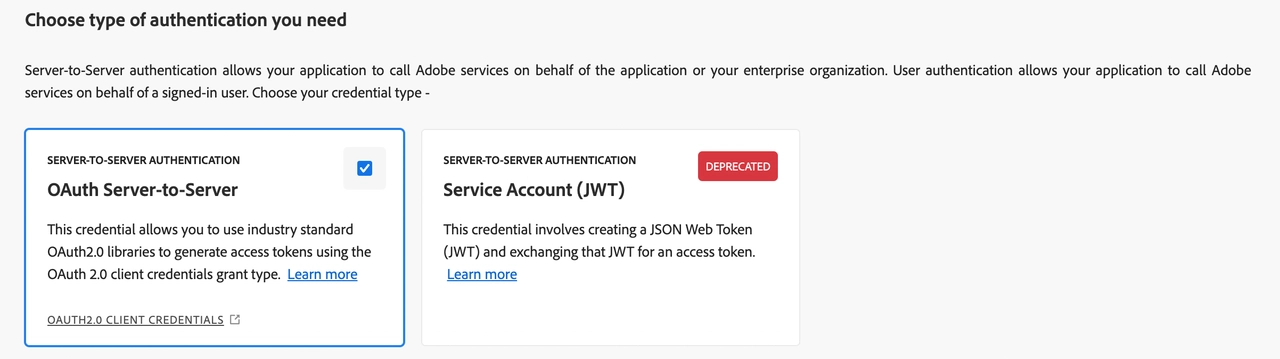 Choose type of authentication you need
Server-to-Server authentication allows your application to call Adobe services on behalf of the application or your enterprise organization. User authentication allows your application to call Adobe
services on behalf of a signed-in user. Choose your credential type -
SERVER-TO-SERVER AUTHENTICATION
OAuth Server-to-Server
This credential allows you to use industry standard
OAuth2.0 libraries to generate access tokens using the
OAuth 2.0 client credentials grant type. Learn more
OAUTH2.0 CLIENT CREDENTIALS
SERVER-TO-SERVER AUTHENTICATION
DEPRECATED
Service Account (JWT)
This credential involves creating a JSON Web Token
(JWT) and exchanging that JWT for an access token.
Learn more